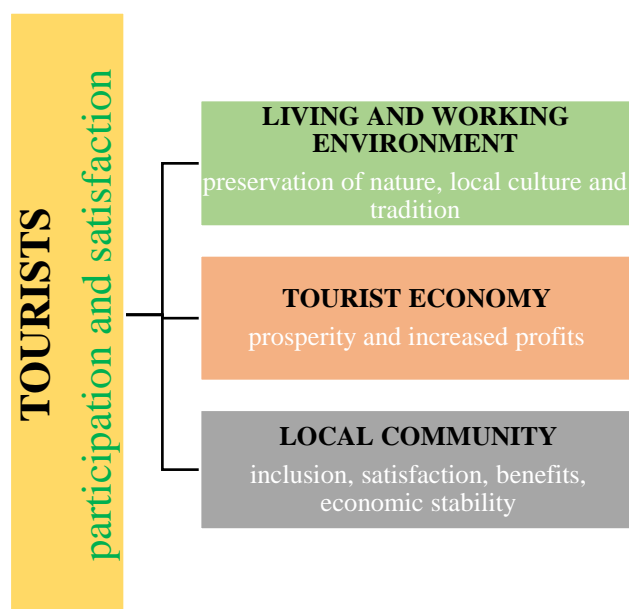 TOURISTS
participation and satisfaction
LIVING AND WORKING
ENVIRONMENT
preservation of nature, local culture and
tradition
TOURIST ECONOMY
prosperity and increased profits
LOCAL COMMUNITY
inclusion, satisfaction, benefits,
economic stability